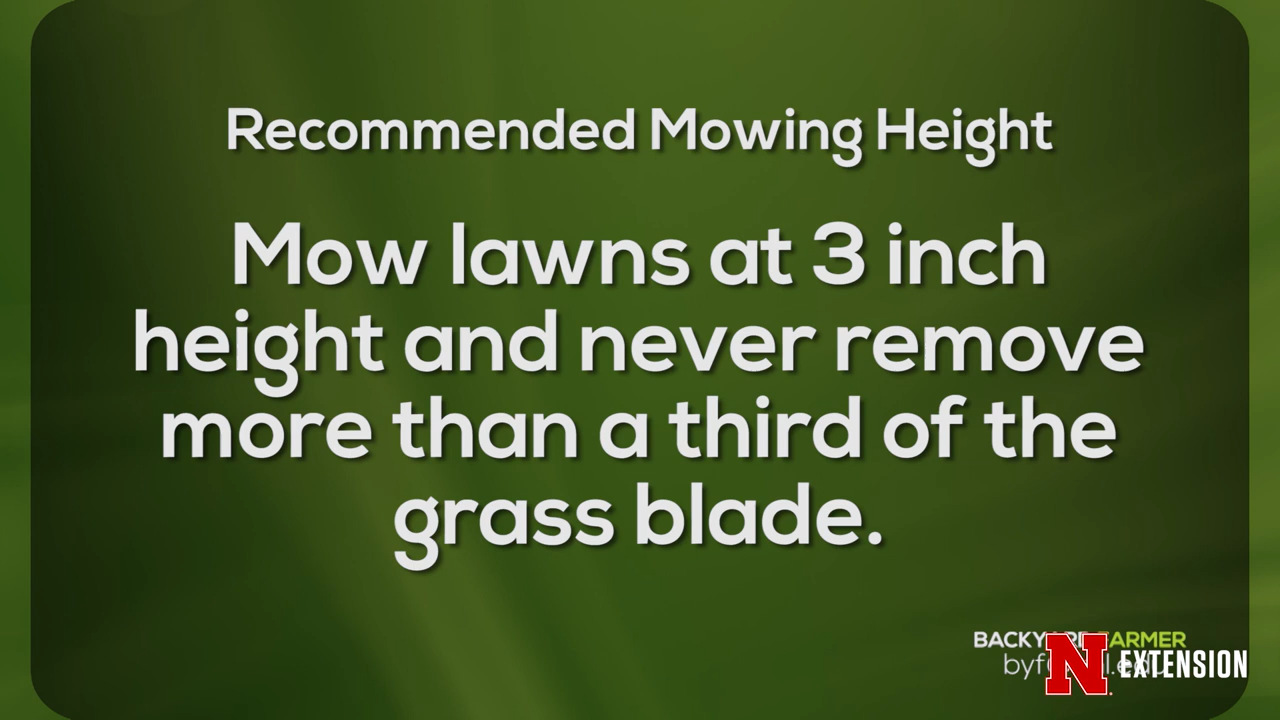 Recommended Mowing Height
Mow lawns at 3 inch
height and never remove
more than a third of the
grass blade.
N EXTENSION